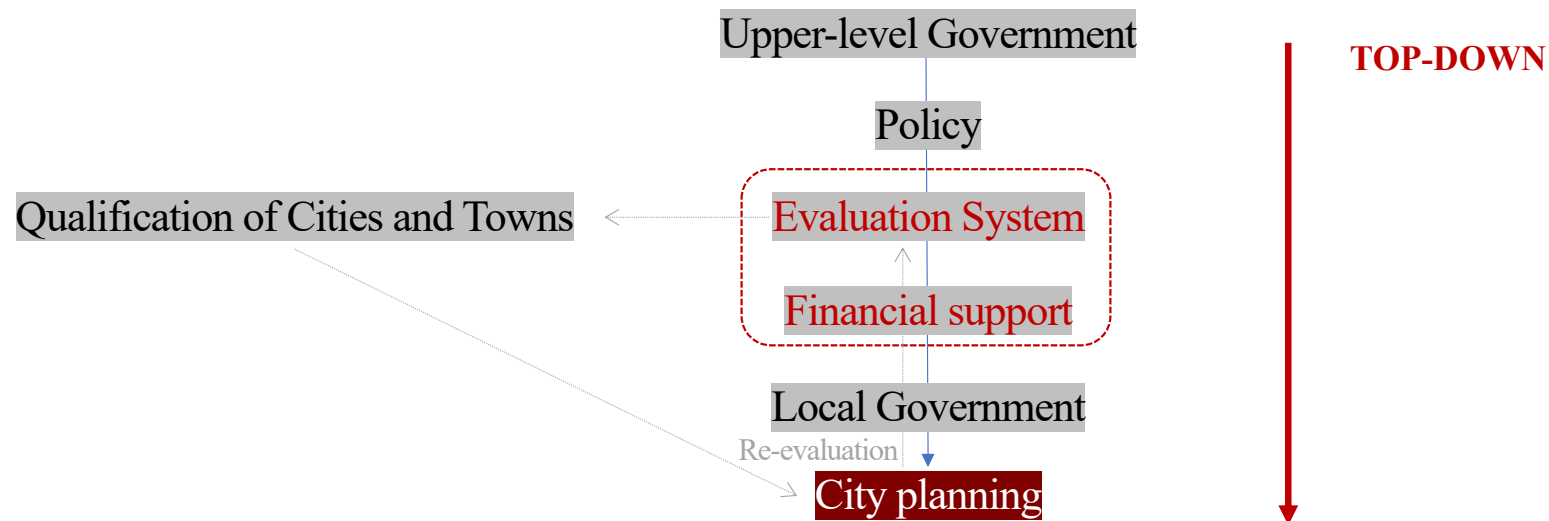 Upper-level Government
TOP-DOWN
Policy
Qualification of Cities and Towns
Evaluation System
Financial support
Local Government
Re-evaluation
City planning